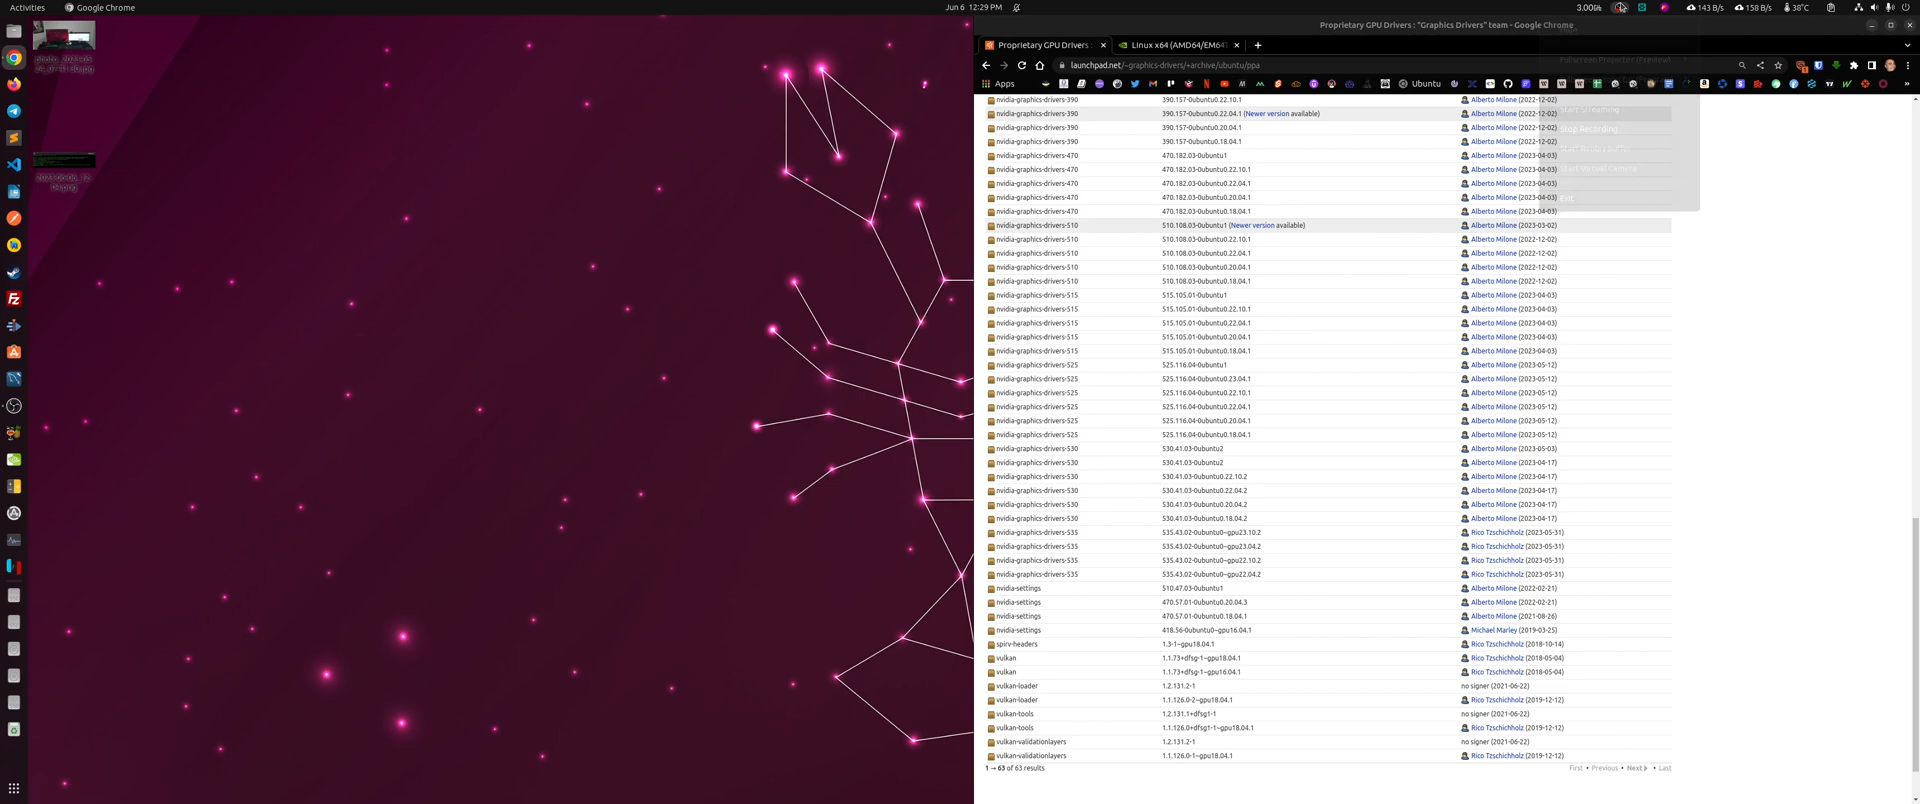 Activities
Google Chrome
Jun 6 12:29 PM
143 B/s
158 B/s
38°C
Proprietary GPU Drivers : “Graphics Drivers” team - Google Chrome
Proprietary GPU Drivers :
Linux x64 (AMD64/EM64T
launchpad.net/~graphics-drivers/+archive/ubuntu/ppa
Apps
Ubuntu
Fullscreen Projector (Preview)
Start Streaming
Stop Recording
Start Replay Buffer
Start Virtual Camera
Exit
nvidia-graphics-drivers-390 390.157-0ubuntu0.22.10.1 Alberto Milone (2022-12-02)
nvidia-graphics-drivers-390 390.157-0ubuntu0.22.04.1 (Newer version available) Alberto Milone (2022-12-02)
nvidia-graphics-drivers-390 390.157-0ubuntu0.20.04.1 Alberto Milone (2022-12-02)
nvidia-graphics-drivers-390 390.157-0ubuntu0.18.04.1 Alberto Milone (2022-12-02)
nvidia-graphics-drivers-470 470.182.03-0ubuntu1 Alberto Milone (2023-04-03)
nvidia-graphics-drivers-470 470.182.03-0ubuntu0.22.10.1 Alberto Milone (2023-04-03)
nvidia-graphics-drivers-470 470.182.03-0ubuntu0.22.04.1 Alberto Milone (2023-04-03)
nvidia-graphics-drivers-470 470.182.03-0ubuntu0.20.04.1 Alberto Milone (2023-04-03)
nvidia-graphics-drivers-470 470.182.03-0ubuntu0.18.04.1 Alberto Milone (2023-04-03)
nvidia-graphics-drivers-510 510.108.03-0ubuntu1 (Newer version available) Alberto Milone (2023-03-02)
nvidia-graphics-drivers-510 510.108.03-0ubuntu0.22.10.1 Alberto Milone (2022-12-02)
nvidia-graphics-drivers-510 510.108.03-0ubuntu0.22.04.1 Alberto Milone (2022-12-02)
nvidia-graphics-drivers-510 510.108.03-0ubuntu0.20.04.1 Alberto Milone (2022-12-02)
nvidia-graphics-drivers-510 510.108.03-0ubuntu0.18.04.1 Alberto Milone (2022-12-02)
nvidia-graphics-drivers-515 515.105.01-0ubuntu1 Alberto Milone (2023-04-03)
nvidia-graphics-drivers-515 515.105.01-0ubuntu0.22.10.1 Alberto Milone (2023-04-03)
nvidia-graphics-drivers-515 515.105.01-0ubuntu0.22.04.1 Alberto Milone (2023-04-03)
nvidia-graphics-drivers-515 515.105.01-0ubuntu0.20.04.1 Alberto Milone (2023-04-03)
nvidia-graphics-drivers-515 515.105.01-0ubuntu0.18.04.1 Alberto Milone (2023-04-03)
nvidia-graphics-drivers-525 525.116.04-0ubuntu1 Alberto Milone (2023-05-12)
nvidia-graphics-drivers-525 525.116.04-0ubuntu0.23.04.1 Alberto Milone (2023-05-12)
nvidia-graphics-drivers-525 525.116.04-0ubuntu0.22.10.1 Alberto Milone (2023-05-12)
nvidia-graphics-drivers-525 525.116.04-0ubuntu0.22.04.1 Alberto Milone (2023-05-12)
nvidia-graphics-drivers-525 525.116.04-0ubuntu0.20.04.1 Alberto Milone (2023-05-12)
nvidia-graphics-drivers-525 525.116.04-0ubuntu0.18.04.1 Alberto Milone (2023-05-12)
nvidia-graphics-drivers-530 530.41.03-0ubuntu2 Alberto Milone (2023-05-03)
nvidia-graphics-drivers-530 530.41.03-0ubuntu2 Alberto Milone (2023-04-17)
nvidia-graphics-drivers-530 530.41.03-0ubuntu0.22.10.2 Alberto Milone (2023-04-17)
nvidia-graphics-drivers-530 530.41.03-0ubuntu0.22.04.2 Alberto Milone (2023-04-17)
nvidia-graphics-drivers-530 530.41.03-0ubuntu0.20.04.2 Alberto Milone (2023-04-17)
nvidia-graphics-drivers-530 530.41.03-0ubuntu0.18.04.2 Alberto Milone (2023-04-17)
nvidia-graphics-drivers-535 535.43.02-0ubuntu0~gpu23.10.2 Rico Tzschichholz (2023-05-31)
nvidia-graphics-drivers-535 535.43.02-0ubuntu0~gpu23.04.2 Rico Tzschichholz (2023-05-31)
nvidia-graphics-drivers-535 535.43.02-0ubuntu0~gpu22.10.2 Rico Tzschichholz (2023-05-31)
nvidia-graphics-drivers-535 535.43.02-0ubuntu0~gpu22.04.2 Rico Tzschichholz (2023-05-31)
nvidia-settings 510.47.03-0ubuntu1 Alberto Milone (2022-02-21)
nvidia-settings 470.57.01-0ubuntu0.20.04.3 Alberto Milone (2022-02-21)
nvidia-settings 470.57.01-0ubuntu0.18.04.1 Alberto Milone (2021-08-26)
nvidia-settings 418.56-0ubuntu0~gpu16.04.1 Michael Marley (2019-03-25)
spirv-headers 1.3-1~gpu18.04.1 Rico Tzschichholz (2018-10-14)
vulkan 1.1.73+dfsg-1~gpu18.04.1 Rico Tzschichholz (2018-05-04)
vulkan 1.1.73+dfsg-1~gpu16.04.1 Rico Tzschichholz (2018-05-04)
vulkan-loader 1.2.131.2-1 no signer (2021-06-22)
vulkan-loader 1.1.126.0-2~gpu18.04.1 Rico Tzschichholz (2019-12-12)
vulkan-tools 1.2.131.1+dfsg1-1 no signer (2021-06-22)
vulkan-tools 1.1.126.0+dfsg1-1~gpu18.04.1 Rico Tzschichholz (2019-12-12)
vulkan-validationlayers 1.2.131.2-1 no signer (2021-06-22)
vulkan-validationlayers 1.1.126.0-1~gpu18.04.1 Rico Tzschichholz (2019-12-12)
1 → 63 of 63 results First • Previous • Next • Last